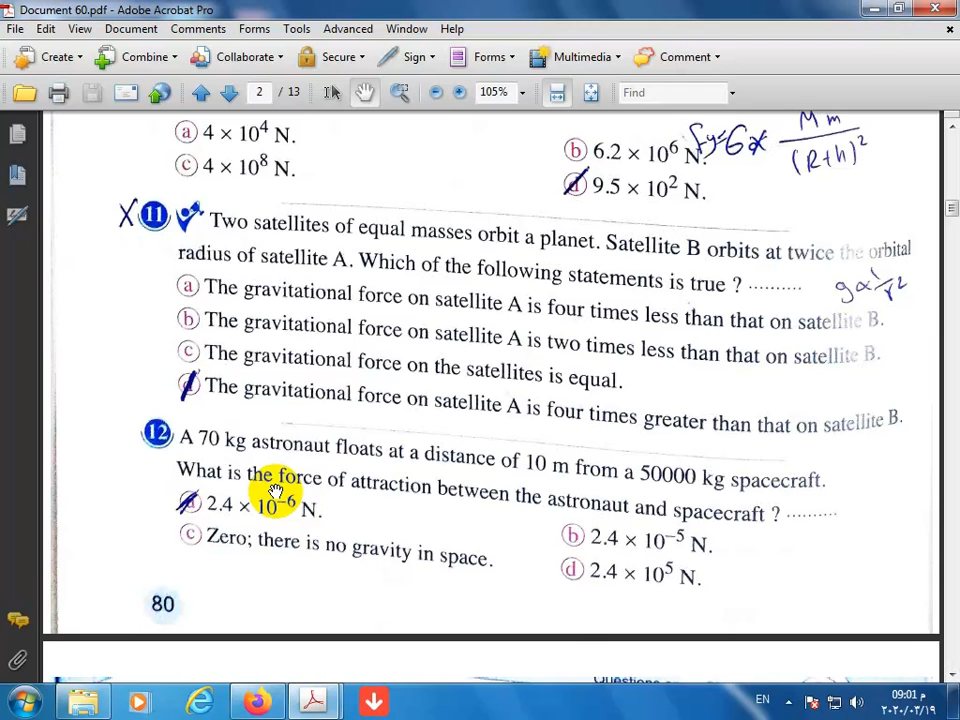 Document 60.pdf - Adobe Acrobat Pro
File Edit View Document Comments Forms Tools Advanced Window Help
Create Combine Collaborate Secure Sign Forms Multimedia Comment
2 / 13 105% Find
a 4 × 10⁴ N.
b 6.2 × 10⁶ N.
c 4 × 10⁸ N.
d 9.5 × 10² N.
Mm
(R+h)²
X 11 Two satellites of equal masses orbit a planet. Satellite B orbits at twice the orbital
radius of satellite A. Which of the following statements is true ? ..........
g ∝ 1/r²
a The gravitational force on satellite A is four times less than that on satellite B.
b The gravitational force on satellite A is two times less than that on satellite B.
c The gravitational force on the satellites is equal.
d The gravitational force on satellite A is four times greater than that on satellite B.
12 A 70 kg astronaut floats at a distance of 10 m from a 50000 kg spacecraft.
What is the force of attraction between the astronaut and spacecraft ? ..........
a 2.4 × 10⁻⁶ N.
b 2.4 × 10⁻⁵ N.
c Zero; there is no gravity in space.
d 2.4 × 10⁵ N.
80
Questions on
EN
09:01 م
٢٠٢٠/٠٣/١٩